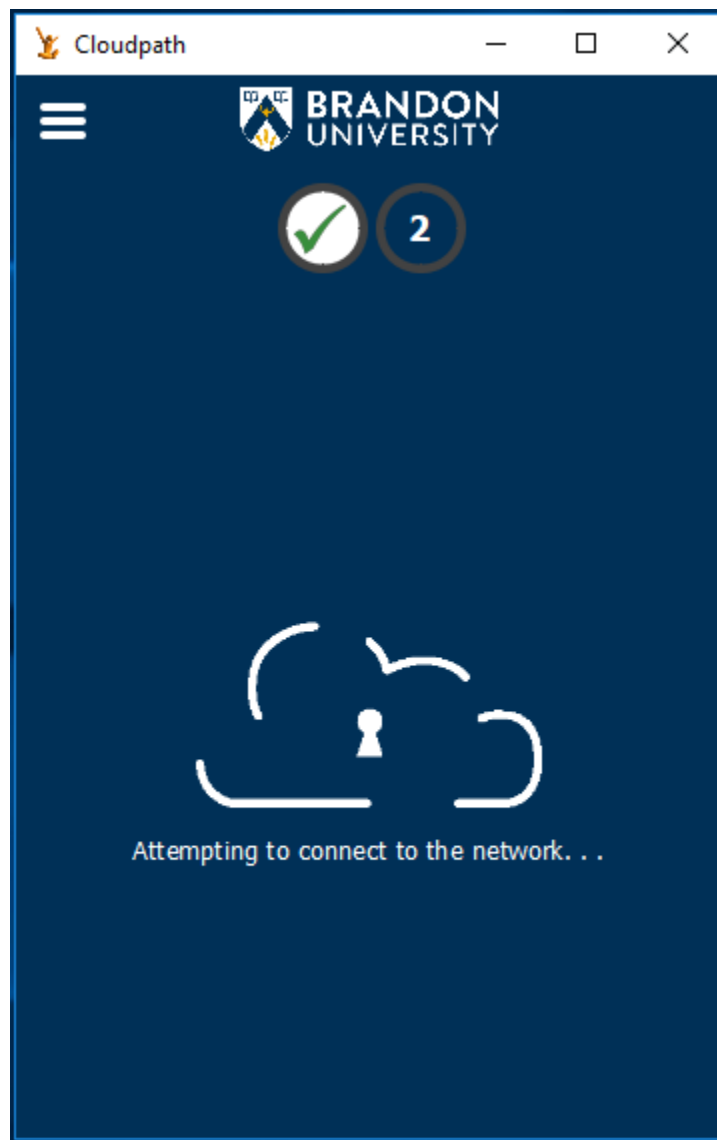 Cloudpath
BRANDON
UNIVERSITY
2
Attempting to connect to the network. . .